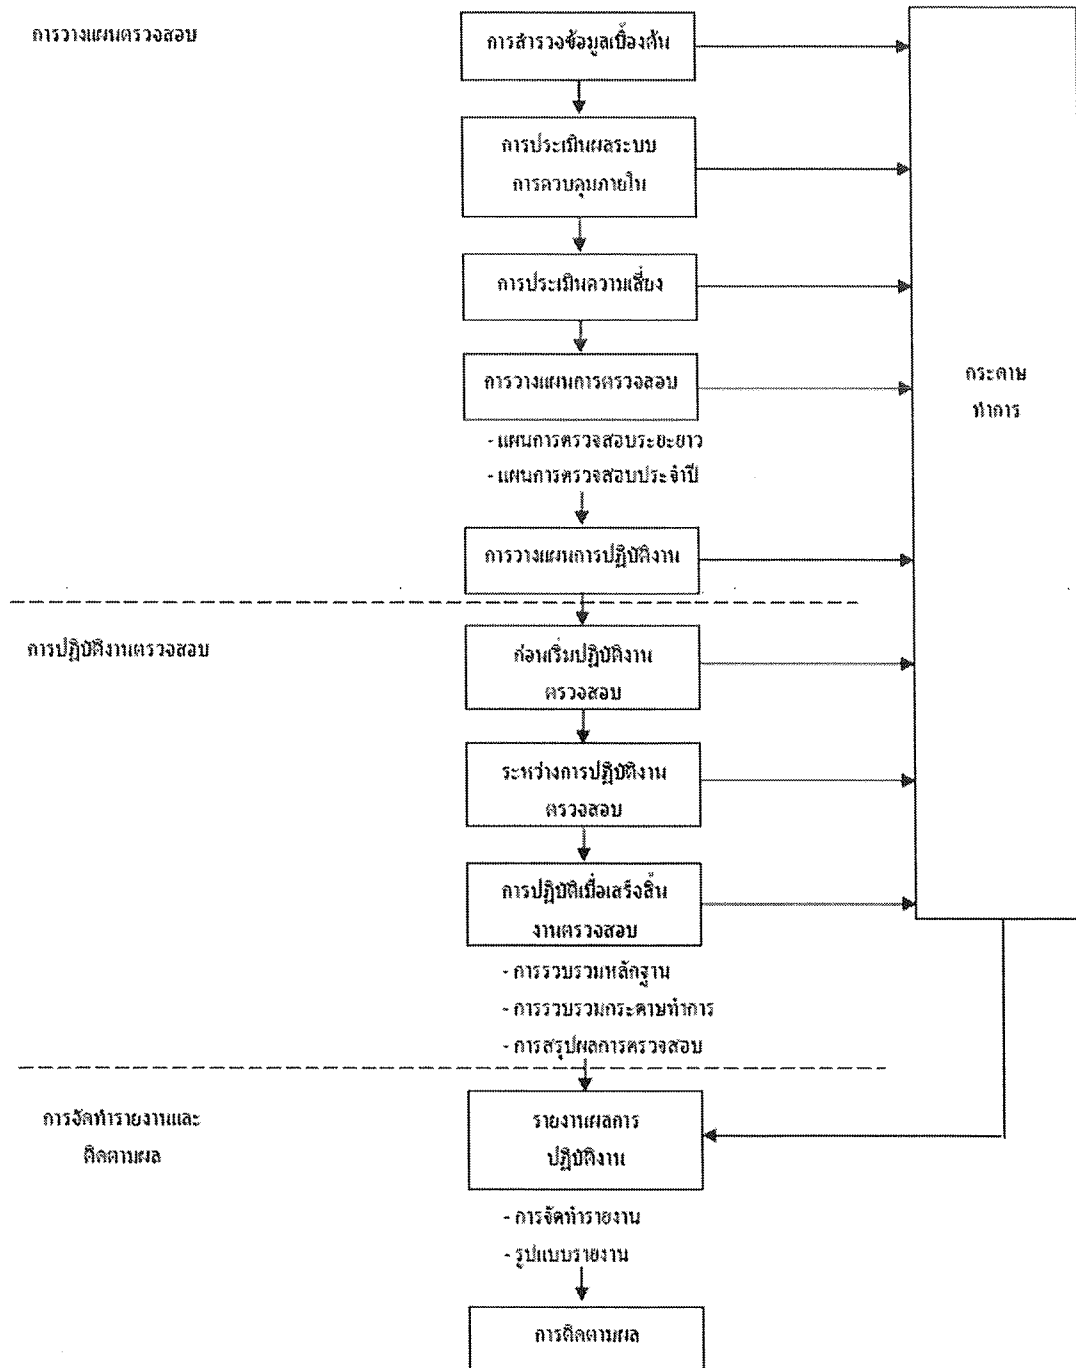 การวางแผนตรวจสอบ
การสำรวจข้อมูลเบื้องต้น
การประเมินผลระบบ
การควบคุมภายใน
การประเมินความเสี่ยง
การวางแผนการตรวจสอบ
- แผนการตรวจสอบระยะยาว
- แผนการตรวจสอบประจำปี
การวางแผนการปฏิบัติงาน
กระดาษ
ทำการ
การปฏิบัติงานตรวจสอบ
ก่อนเริ่มปฏิบัติงาน
ตรวจสอบ
ระหว่างการปฏิบัติงาน
ตรวจสอบ
การปฏิบัติเมื่อเสร็จสิ้น
งานตรวจสอบ
- การรวบรวมหลักฐาน
- การรวบรวมกระดาษทำการ
- การสรุปผลการตรวจสอบ
การจัดทำรายงานและ
ติดตามผล
รายงานผลการ
ปฏิบัติงาน
- การจัดทำรายงาน
- รูปแบบรายงาน
การติดตามผล